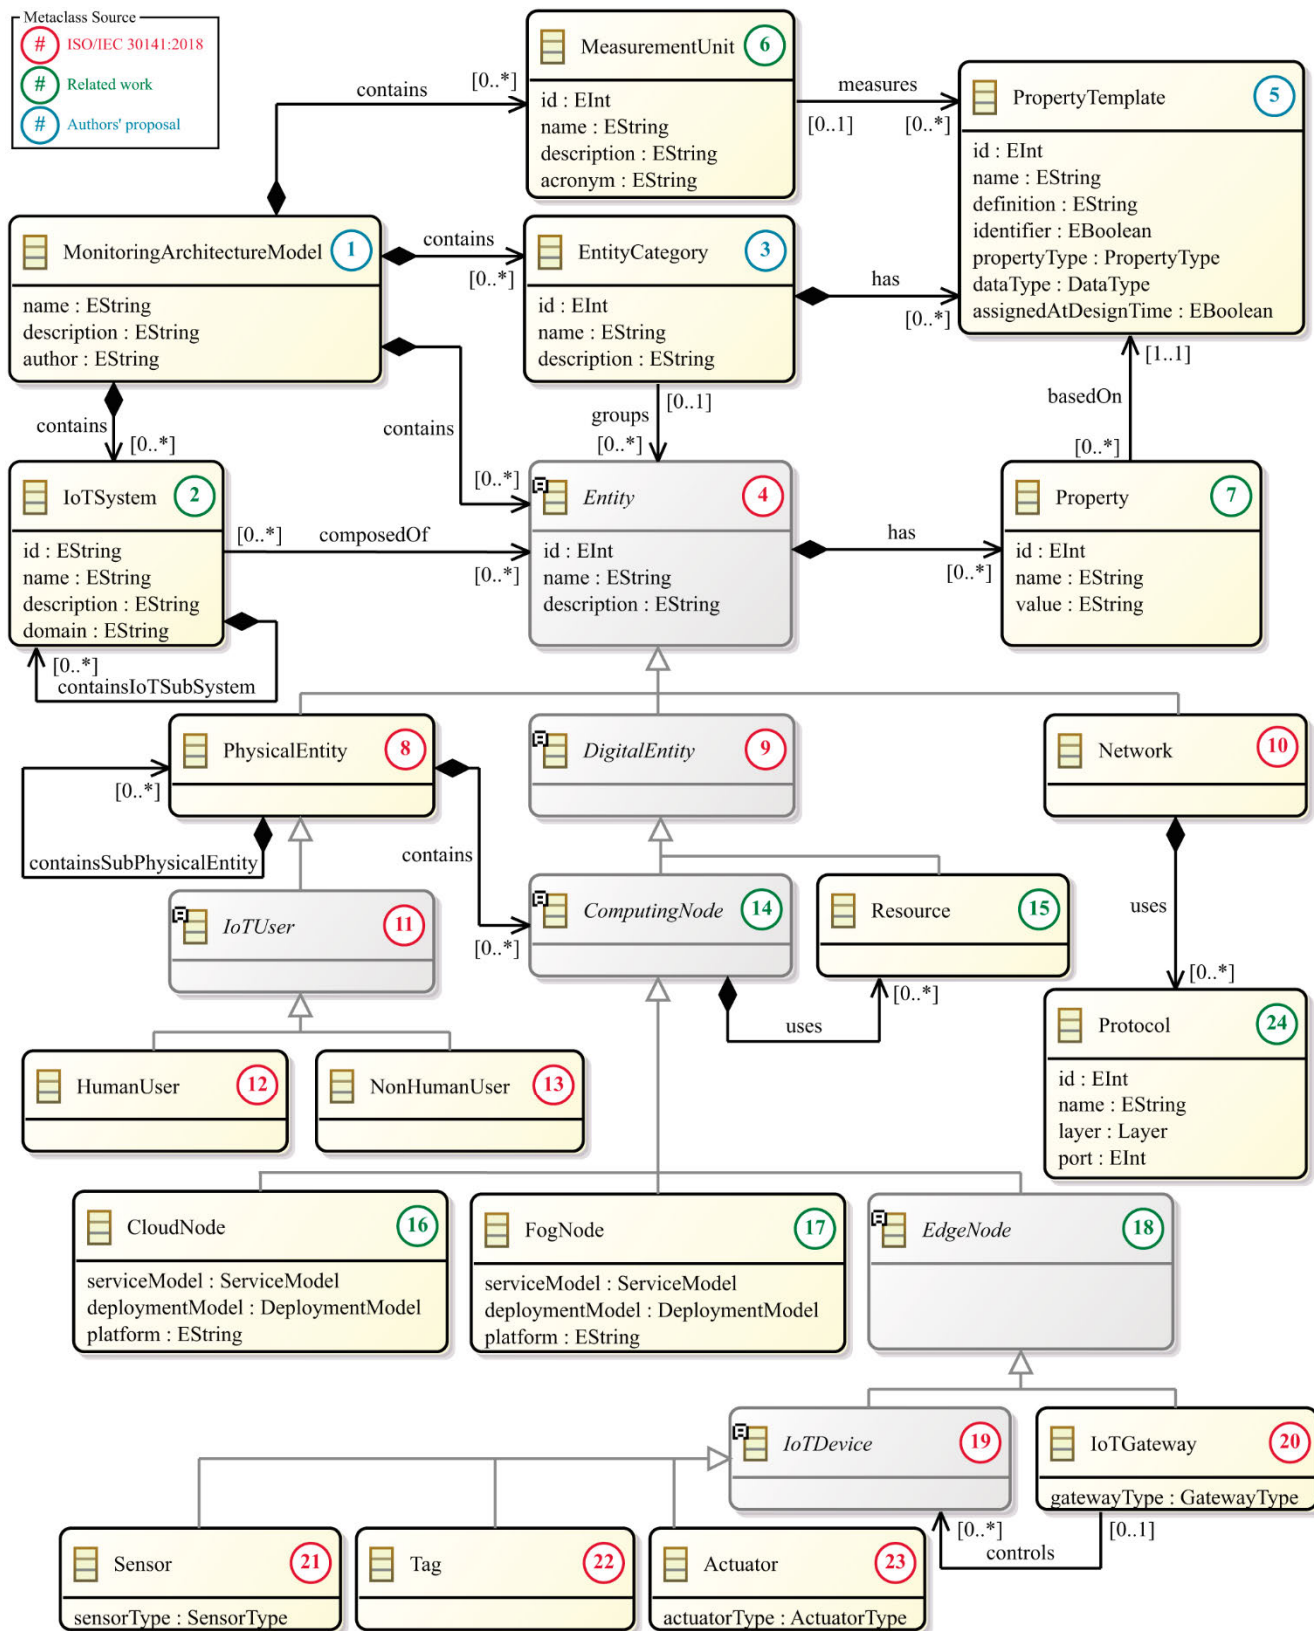 Metaclass Source
# ISO/IEC 30141:2018
# Related work
# Authors' proposal
MeasurementUnit 6
id : EInt
name : EString
description : EString
acronym : EString
contains
[0..*]
measures
[0..1]
[0..*]
PropertyTemplate 5
id : EInt
name : EString
definition : EString
identifier : EBoolean
propertyType : PropertyType
dataType : DataType
assignedAtDesignTime : EBoolean
MonitoringArchitectureModel 1
name : EString
description : EString
author : EString
contains
[0..*]
EntityCategory 3
id : EInt
name : EString
description : EString
has
[0..*]
contains
[0..*]
contains
[0..*]
groups
[0..1]
[0..*]
basedOn
[1..1]
[0..*]
IoTSystem 2
id : EString
name : EString
description : EString
domain : EString
[0..*]
containsIoTSubSystem
[0..*]
composedOf
[0..*]
Entity 4
id : EInt
name : EString
description : EString
has
[0..*]
Property 7
id : EInt
name : EString
value : EString
PhysicalEntity 8
[0..*]
containsSubPhysicalEntity
contains
[0..*]
DigitalEntity 9
Network 10
uses
[0..*]
IoTUser 11
ComputingNode 14
Resource 15
uses
[0..*]
HumanUser 12
NonHumanUser 13
Protocol 24
id : EInt
name : EString
layer : Layer
port : EInt
CloudNode 16
serviceModel : ServiceModel
deploymentModel : DeploymentModel
platform : EString
FogNode 17
serviceModel : ServiceModel
deploymentModel : DeploymentModel
platform : EString
EdgeNode 18
IoTDevice 19
IoTGateway 20
gatewayType : GatewayType
[0..*]
[0..1]
controls
Sensor 21
sensorType : SensorType
Tag 22
Actuator 23
actuatorType : ActuatorType